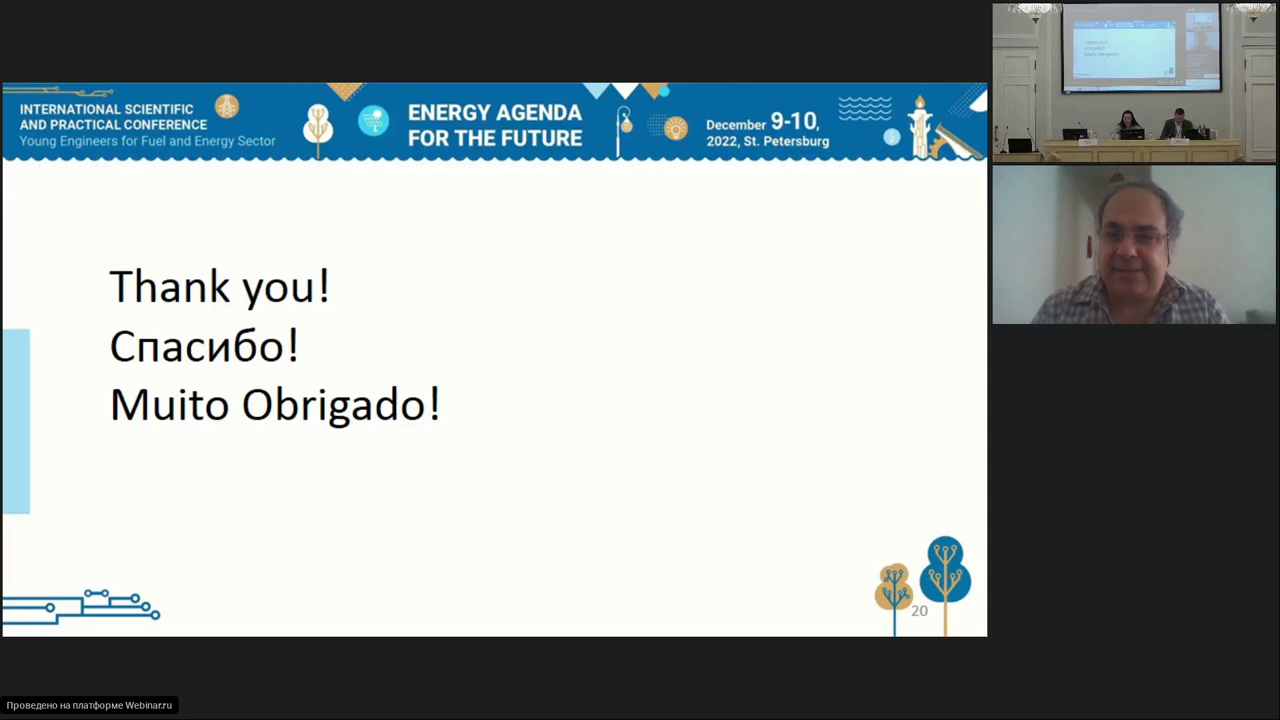 INTERNATIONAL SCIENTIFIC
AND PRACTICAL CONFERENCE
Young Engineers for Fuel and Energy Sector
ENERGY AGENDA
FOR THE FUTURE
December 9-10,
2022, St. Petersburg
Thank you!
Спасибо!
Muito Obrigado!
20
Проведено на платформе Webinar.ru